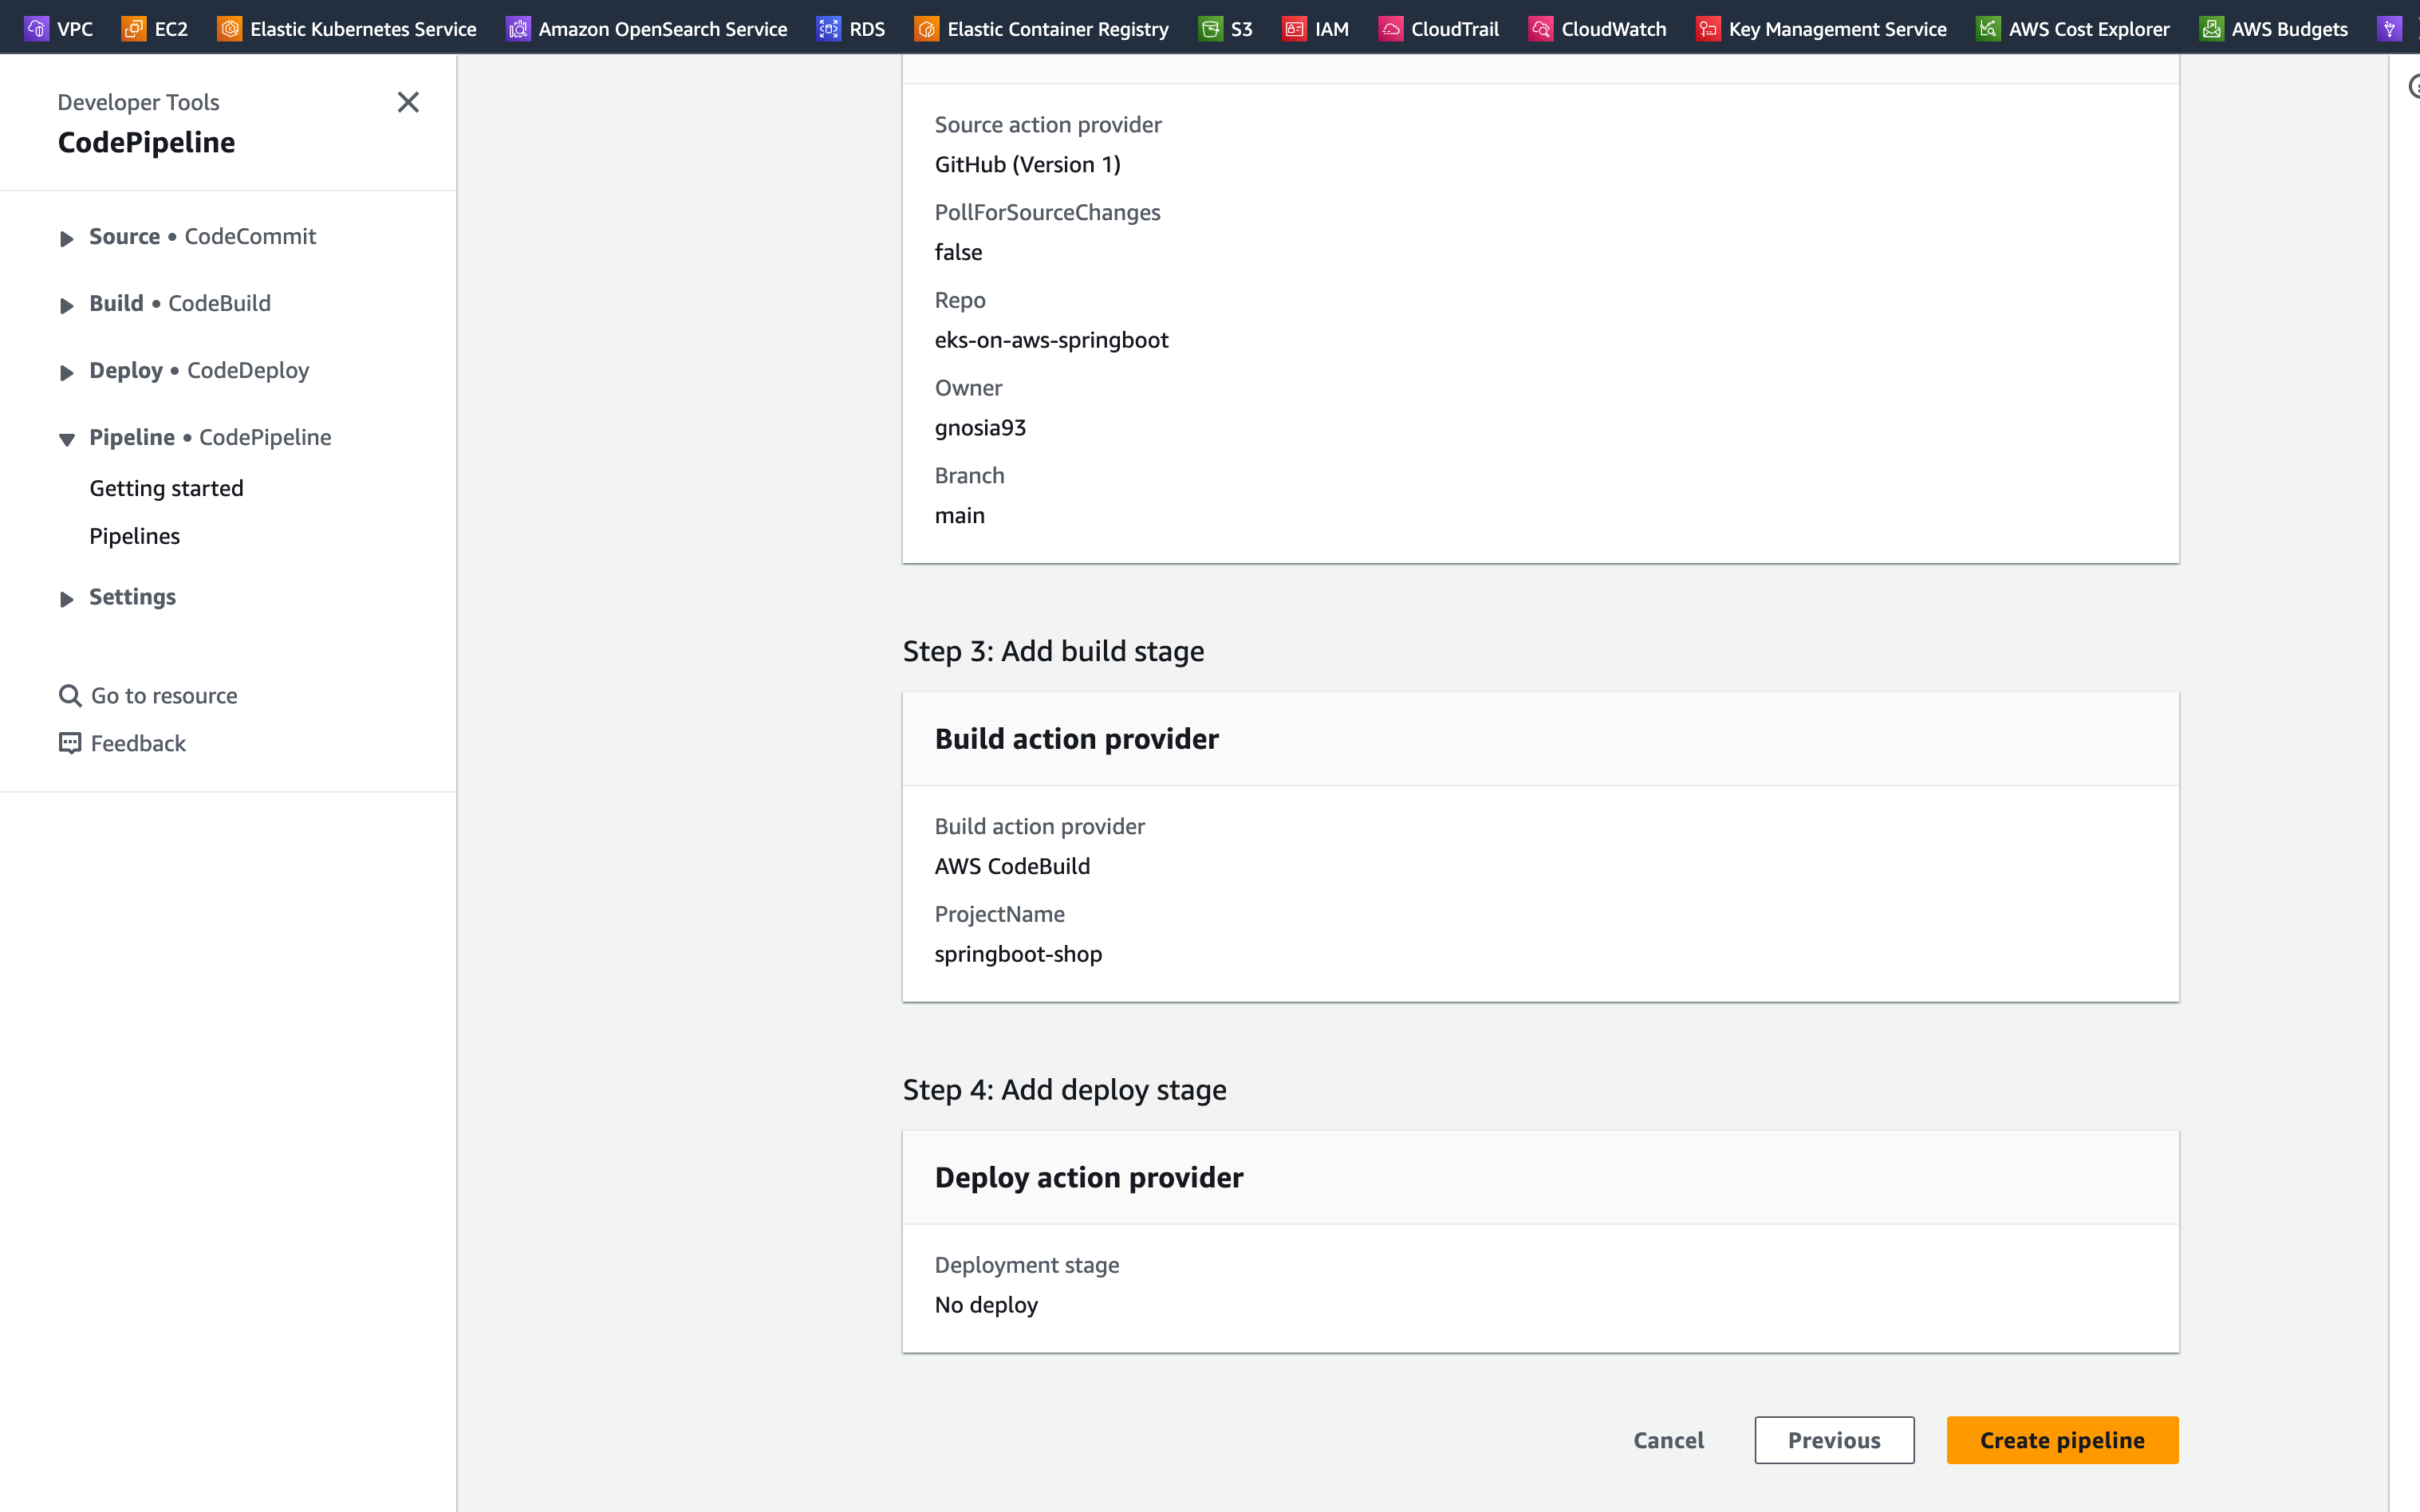 VPC EC2 Elastic Kubernetes Service Amazon OpenSearch Service RDS Elastic Container Registry S3 IAM CloudTrail CloudWatch Key Management Service AWS Cost Explorer AWS Budgets
Developer Tools
CodePipeline
Source • CodeCommit
Build • CodeBuild
Deploy • CodeDeploy
Pipeline • CodePipeline
Getting started
Pipelines
Settings
Go to resource
Feedback
Source action provider
GitHub (Version 1)
PollForSourceChanges
false
Repo
eks-on-aws-springboot
Owner
gnosia93
Branch
main
Step 3: Add build stage
Build action provider
Build action provider
AWS CodeBuild
ProjectName
springboot-shop
Step 4: Add deploy stage
Deploy action provider
Deployment stage
No deploy
Cancel Previous Create pipeline